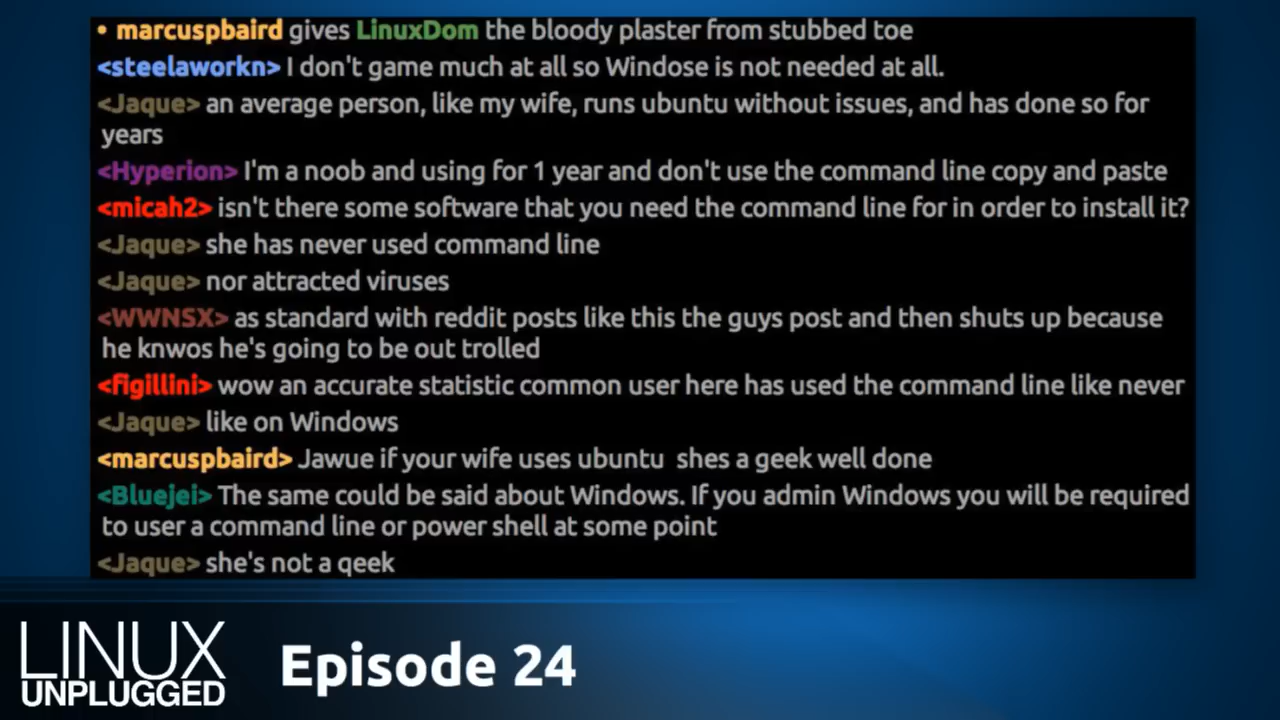 • marcuspbaird gives LinuxDom the bloody plaster from stubbed toe
<steelaworkn> I don't game much at all so Windose is not needed at all.
<Jaque> an average person, like my wife, runs ubuntu without issues, and has done so for
years
<Hyperion> I'm a noob and using for 1 year and don't use the command line copy and paste
<micah2> isn't there some software that you need the command line for in order to install it?
<Jaque> she has never used command line
<Jaque> nor attracted viruses
<WWNSX> as standard with reddit posts like this the guys post and then shuts up because
he knwos he's going to be out trolled
<figillini> wow an accurate statistic common user here has used the command line like never
<Jaque> like on Windows
<marcuspbaird> Jawue if your wife uses ubuntu shes a geek well done
<Bluejei> The same could be said about Windows. If you admin Windows you will be required
to user a command line or power shell at some point
<Jaque> she's not a geek
LINUX
UNPLUGGED
Episode 24